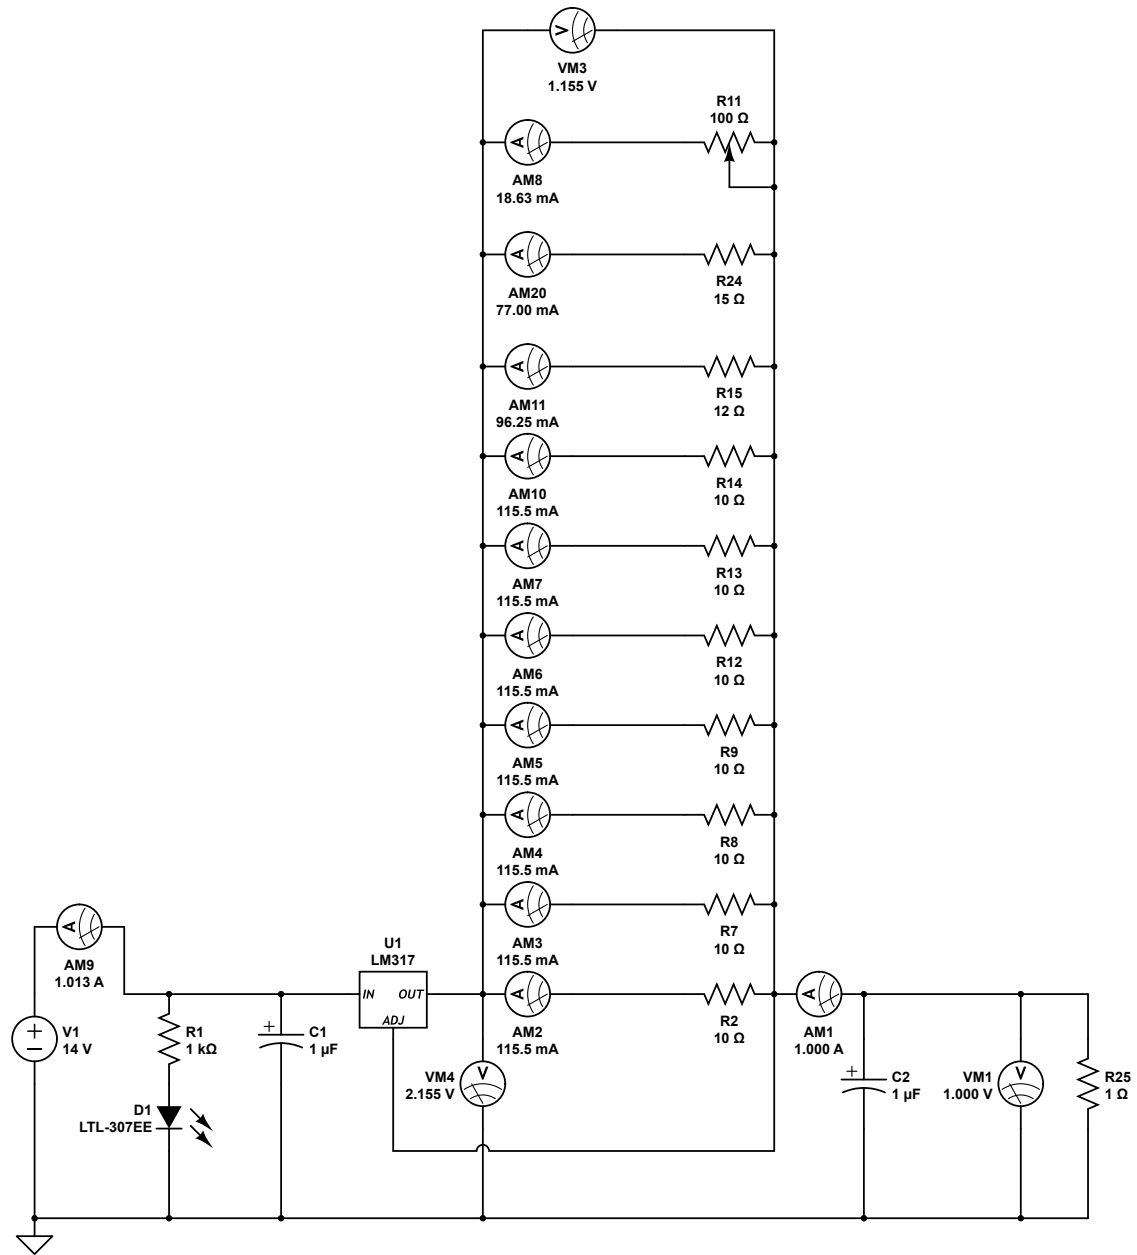 V
VM3
1.155 V
R11
100 Ω
A
AM8
18.63 mA
A
AM20
77.00 mA
R24
15 Ω
A
AM11
96.25 mA
R15
12 Ω
A
AM10
115.5 mA
R14
10 Ω
A
AM7
115.5 mA
R13
10 Ω
A
AM6
115.5 mA
R12
10 Ω
A
AM5
115.5 mA
R9
10 Ω
A
AM4
115.5 mA
R8
10 Ω
A
AM3
115.5 mA
R7
10 Ω
A
AM9
1.013 A
U1
LM317
IN OUT
ADJ
A
AM2
115.5 mA
R2
10 Ω
A
AM1
1.000 A
+
−
V1
14 V
R1
1 kΩ
+
C1
1 µF
V
VM4
2.155 V
+
C2
1 µF
V
VM1
1.000 V
R25
1 Ω
D1
LTL-307EE